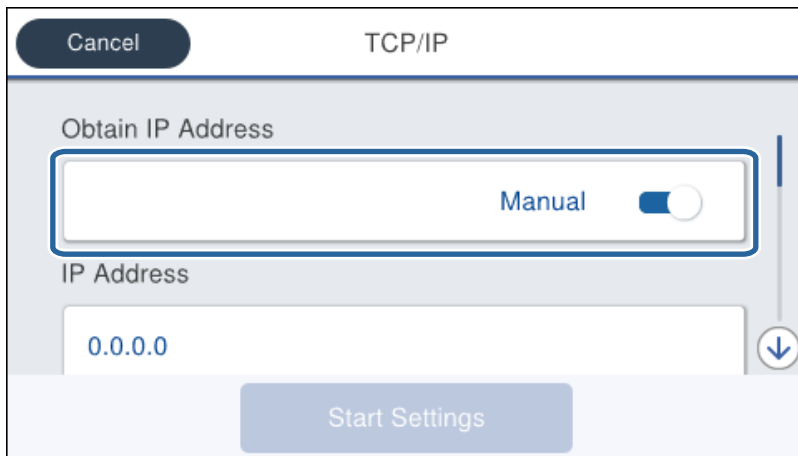 Cancel
TCP/IP
Obtain IP Address
Manual
IP Address
0.0.0.0
Start Settings